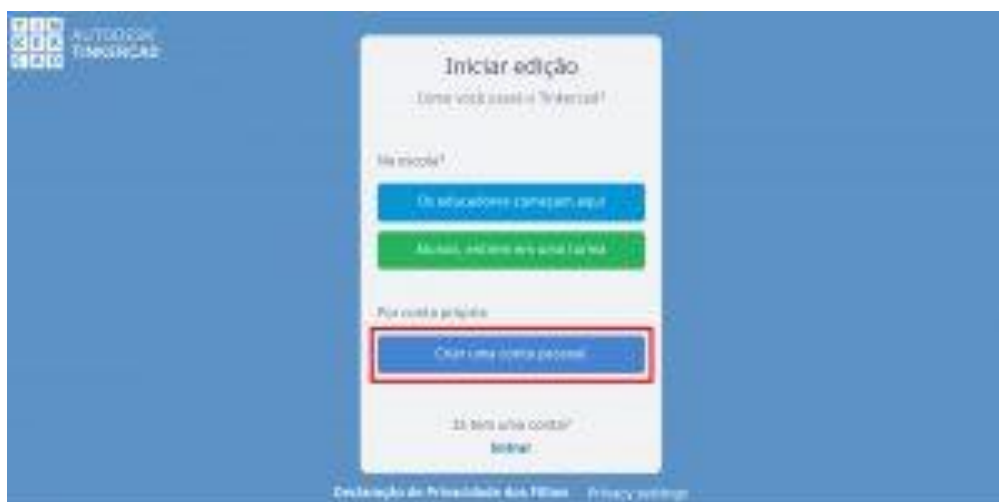 TINKERCAD
AUTODESK
TINKERCAD
Iniciar edição
Como você usará o Tinkercad?
Na escola?
Os educadores começam aqui
Alunos, entrem em uma turma
Por conta própria
Criar uma conta pessoal
Já tem uma conta?
Entrar
Declaração de Privacidade dos Filhos Privacy settings